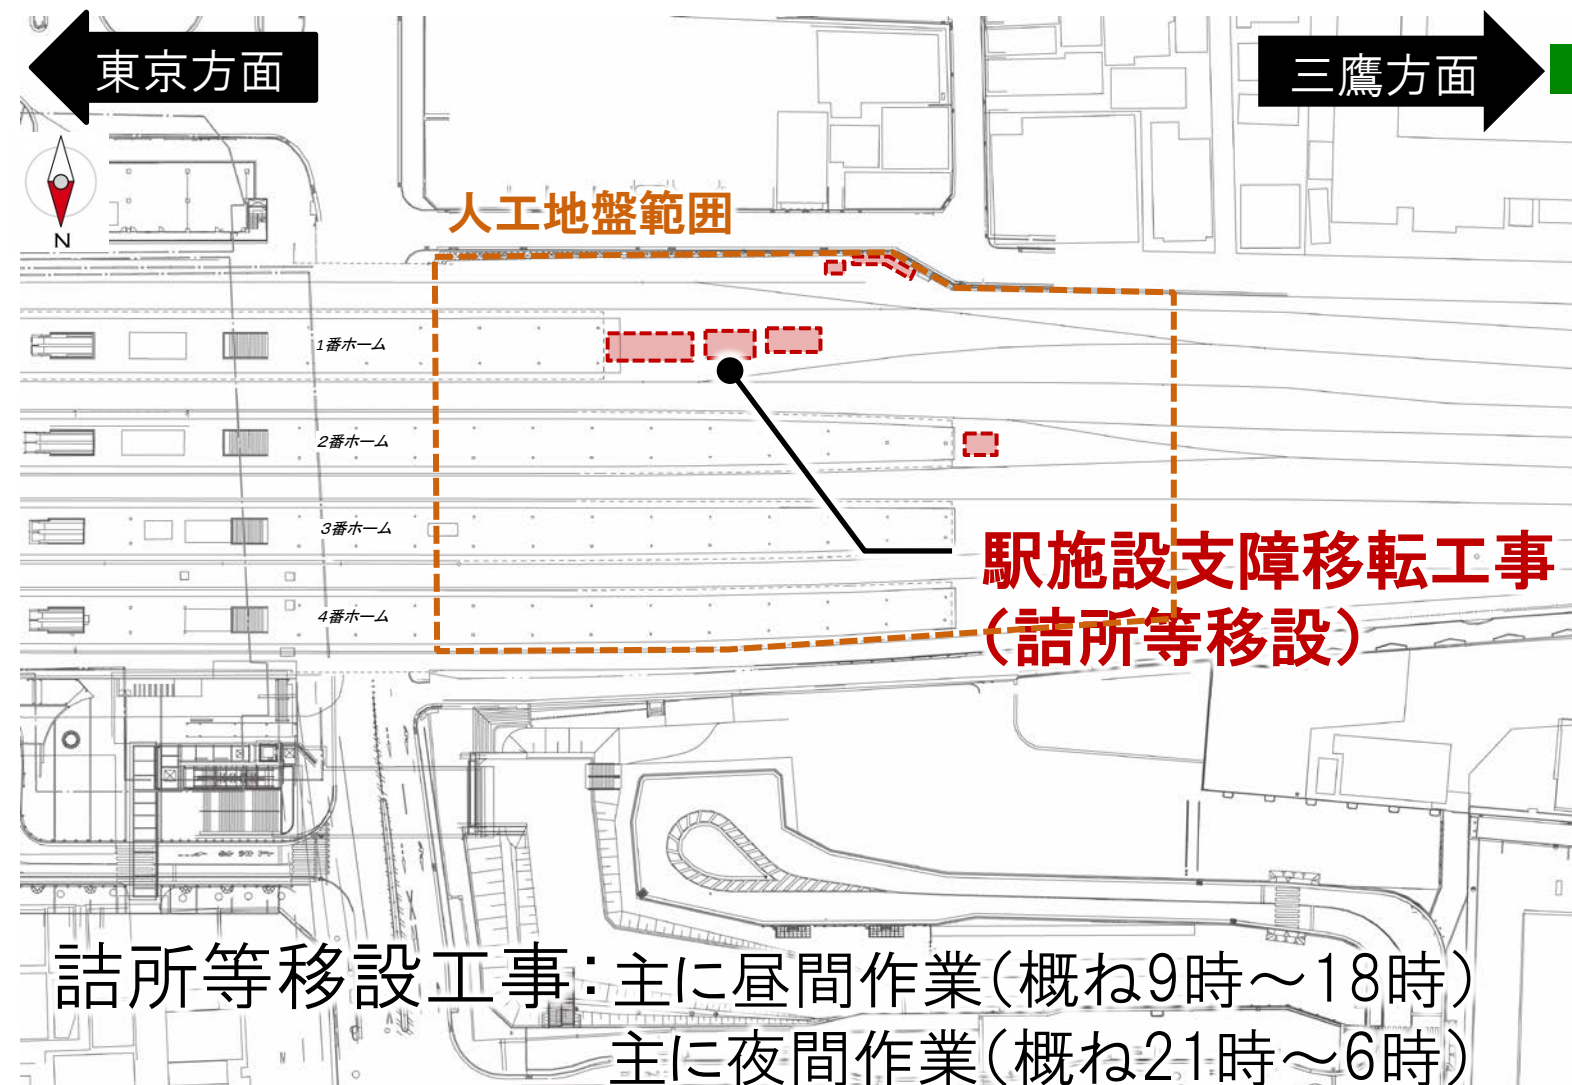 東京方面
三鷹方面
N
人工地盤範囲
1番ホーム
2番ホーム
3番ホーム
4番ホーム
駅施設支障移転工事
（詰所等移設）
詰所等移設工事：主に昼間作業（概ね9時～18時）
主に夜間作業（概ね21時～6時）